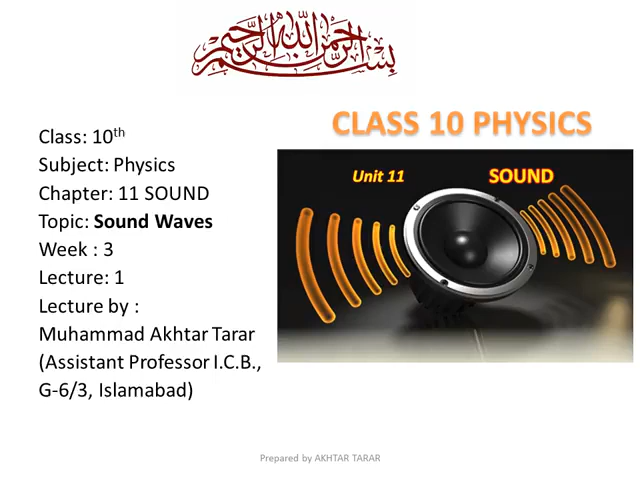 بسم الله الرحمن الرحيم
CLASS 10 PHYSICS
Class: 10th
Subject: Physics
Chapter: 11 SOUND
Topic: Sound Waves
Week : 3
Lecture: 1
Lecture by :
Muhammad Akhtar Tarar
(Assistant Professor I.C.B.,
G-6/3, Islamabad)
Unit 11
SOUND
Prepared by AKHTAR TARAR